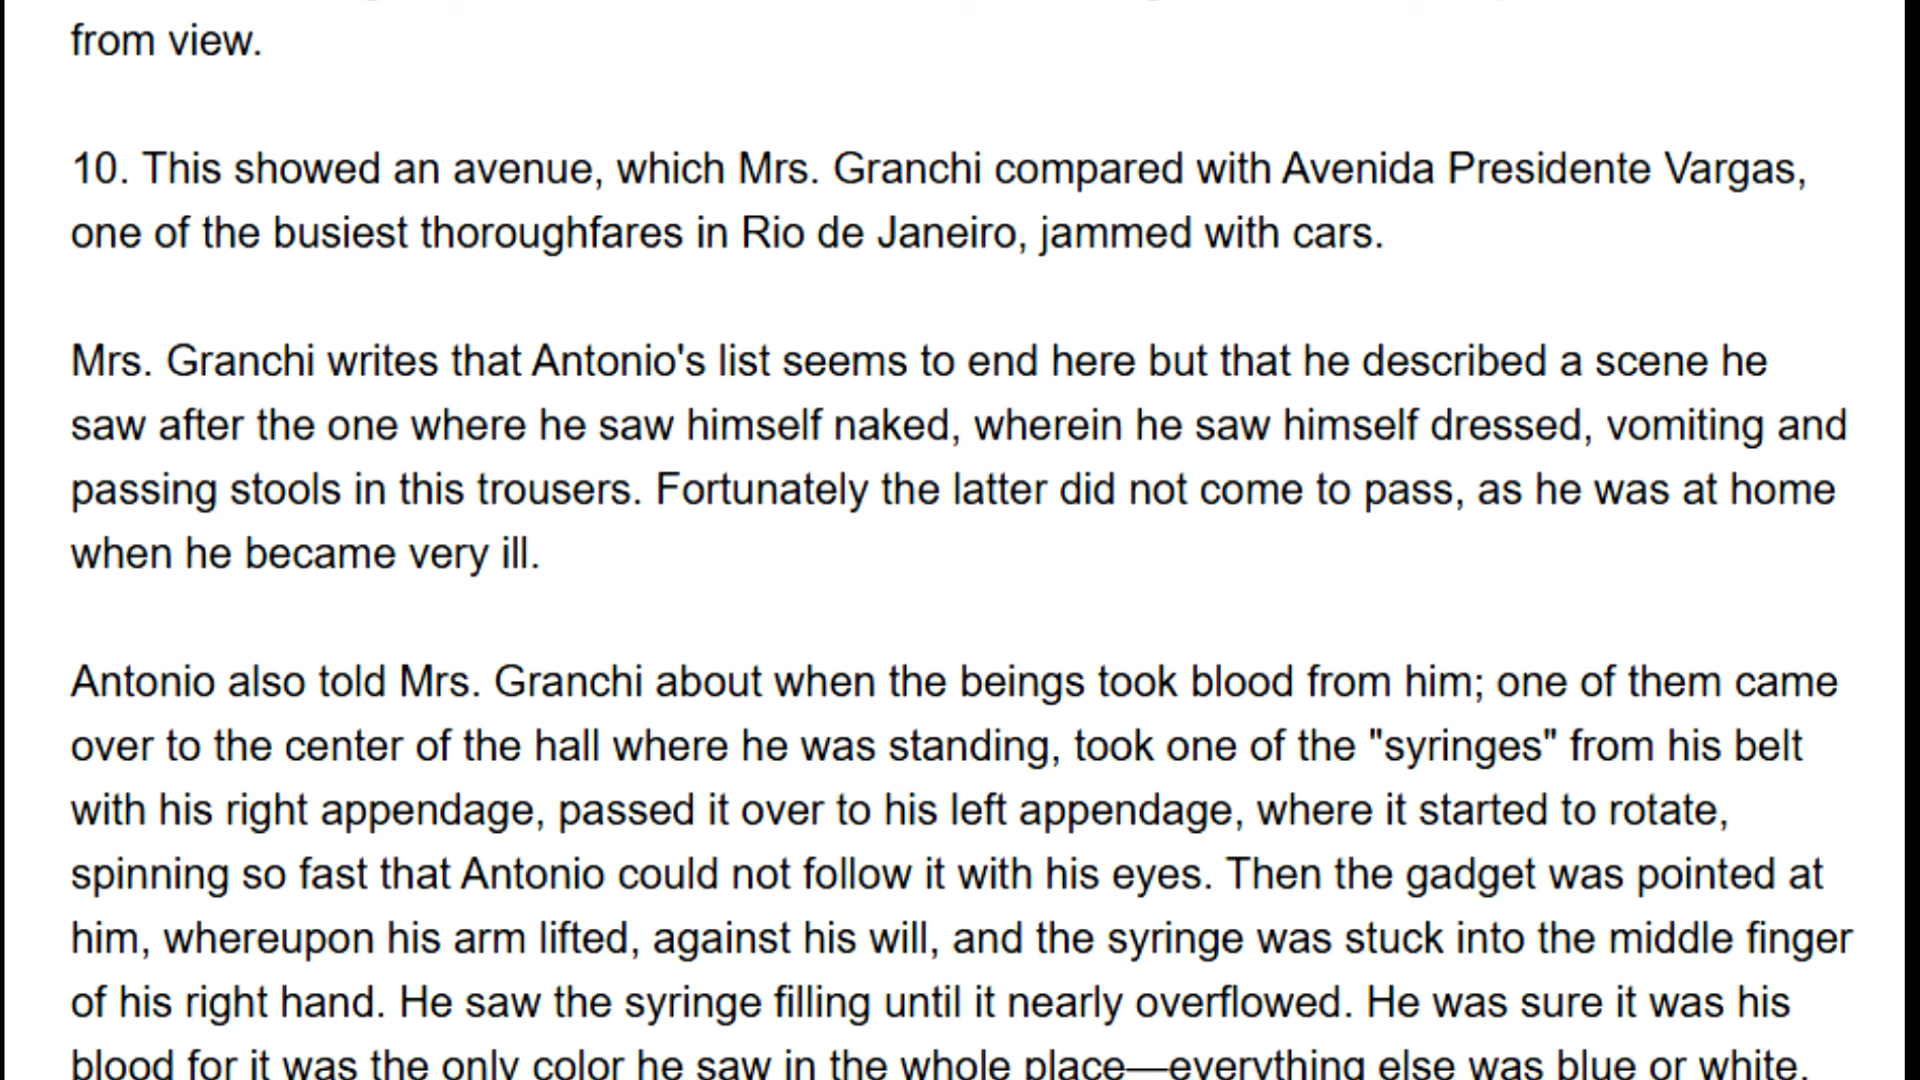 from view.
10. This showed an avenue, which Mrs. Granchi compared with Avenida Presidente Vargas,
one of the busiest thoroughfares in Rio de Janeiro, jammed with cars.
Mrs. Granchi writes that Antonio's list seems to end here but that he described a scene he
saw after the one where he saw himself naked, wherein he saw himself dressed, vomiting and
passing stools in this trousers. Fortunately the latter did not come to pass, as he was at home
when he became very ill.
Antonio also told Mrs. Granchi about when the beings took blood from him; one of them came
over to the center of the hall where he was standing, took one of the "syringes" from his belt
with his right appendage, passed it over to his left appendage, where it started to rotate,
spinning so fast that Antonio could not follow it with his eyes. Then the gadget was pointed at
him, whereupon his arm lifted, against his will, and the syringe was stuck into the middle finger
of his right hand. He saw the syringe filling until it nearly overflowed. He was sure it was his
blood for it was the only color he saw in the whole place—everything else was blue or white.